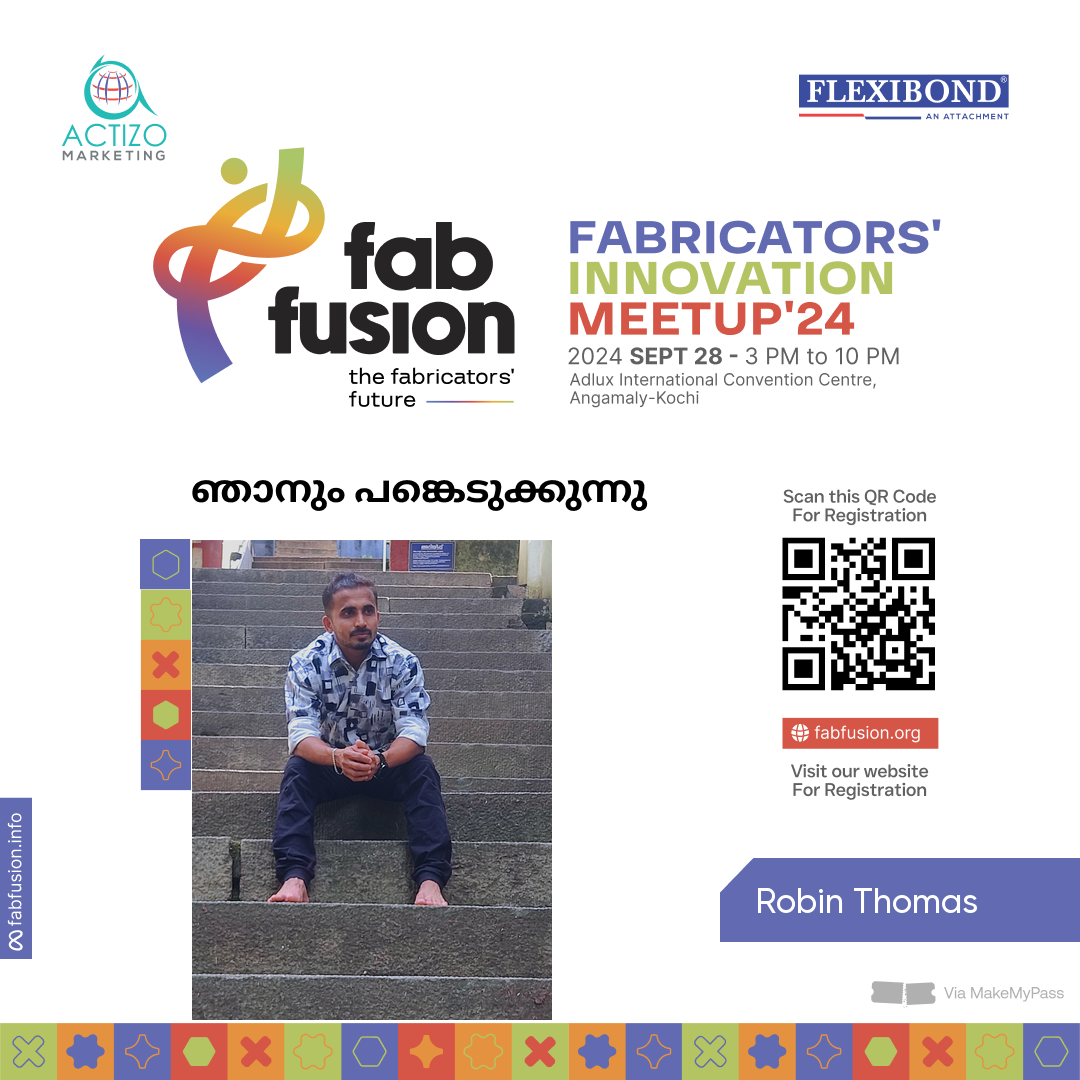 ACTIZO
MARKETING
FLEXIBOND®
AN ATTACHMENT
fab
fusion
the fabricators'
future
FABRICATORS'
INNOVATION
MEETUP'24
2024 SEPT 28 - 3 PM to 10 PM
Adlux International Convention Centre,
Angamaly-Kochi
ഞാനും പങ്കെടുക്കുന്നു
Scan this QR Code
For Registration
fabfusion.org
Visit our website
For Registration
fabfusion.info
Robin Thomas
Via MakeMyPass